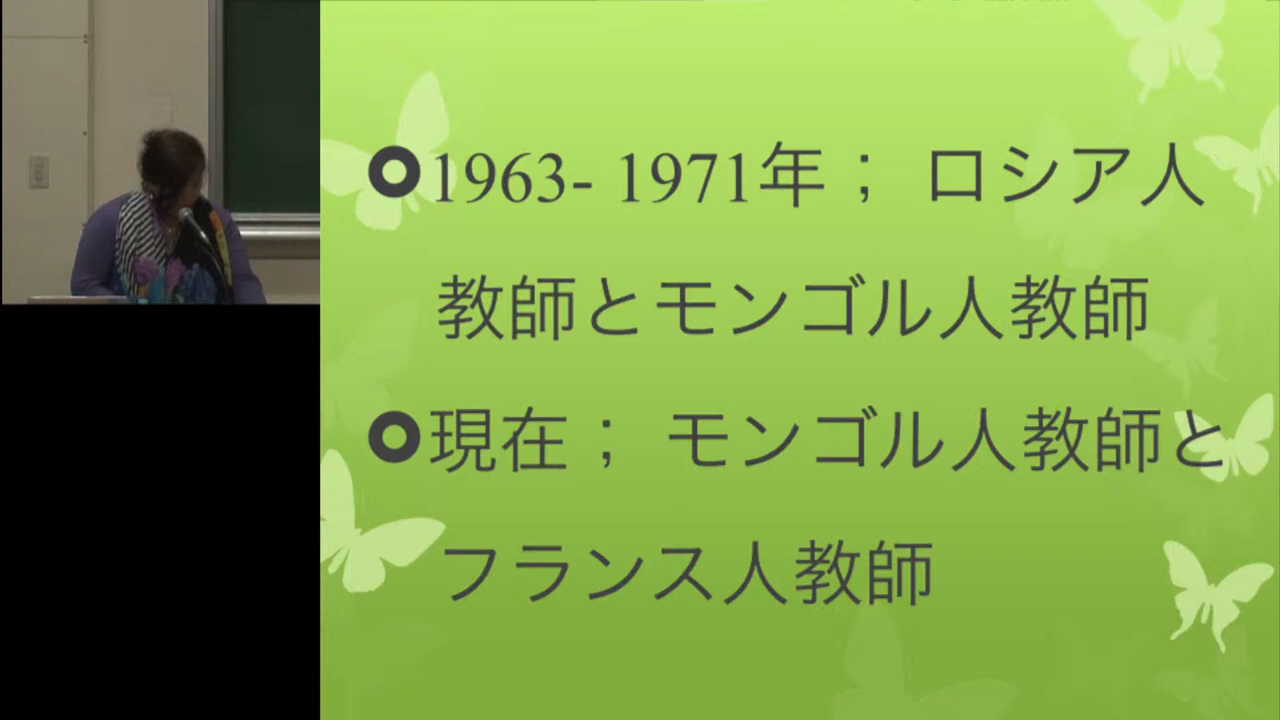 1963- 1971年； ロシア人
教師とモンゴル人教師
現在； モンゴル人教師と
フランス人教師